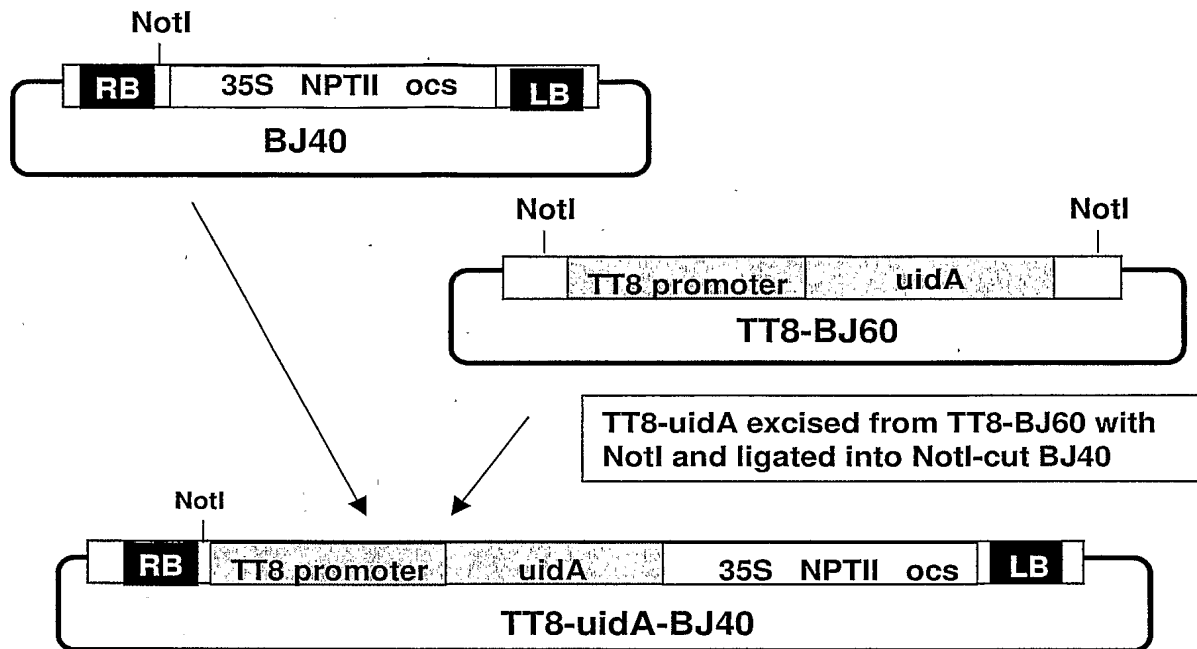 NotI
RB 35S NPTII ocs LB
BJ40
NotI NotI
TT8 promoter uidA
TT8-BJ60
TT8-uidA excised from TT8-BJ60 with
NotI and ligated into NotI-cut BJ40
NotI
RB TT8 promoter uidA 35S NPTII ocs LB
TT8-uidA-BJ40